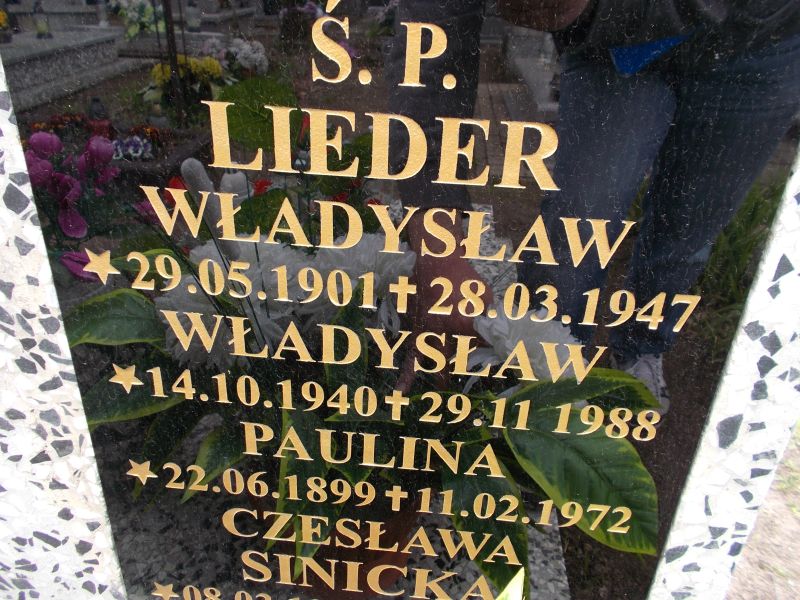 Ś. P.
LIEDER
WŁADYSŁAW
★ 29.05.1901 ✝ 28.03.1947
WŁADYSŁAW
★ 14.10.1940 ✝ 29.11 1988
PAULINA
★ 22.06.1899 ✝ 11.02.1972
CZESŁAWA
SINICKA